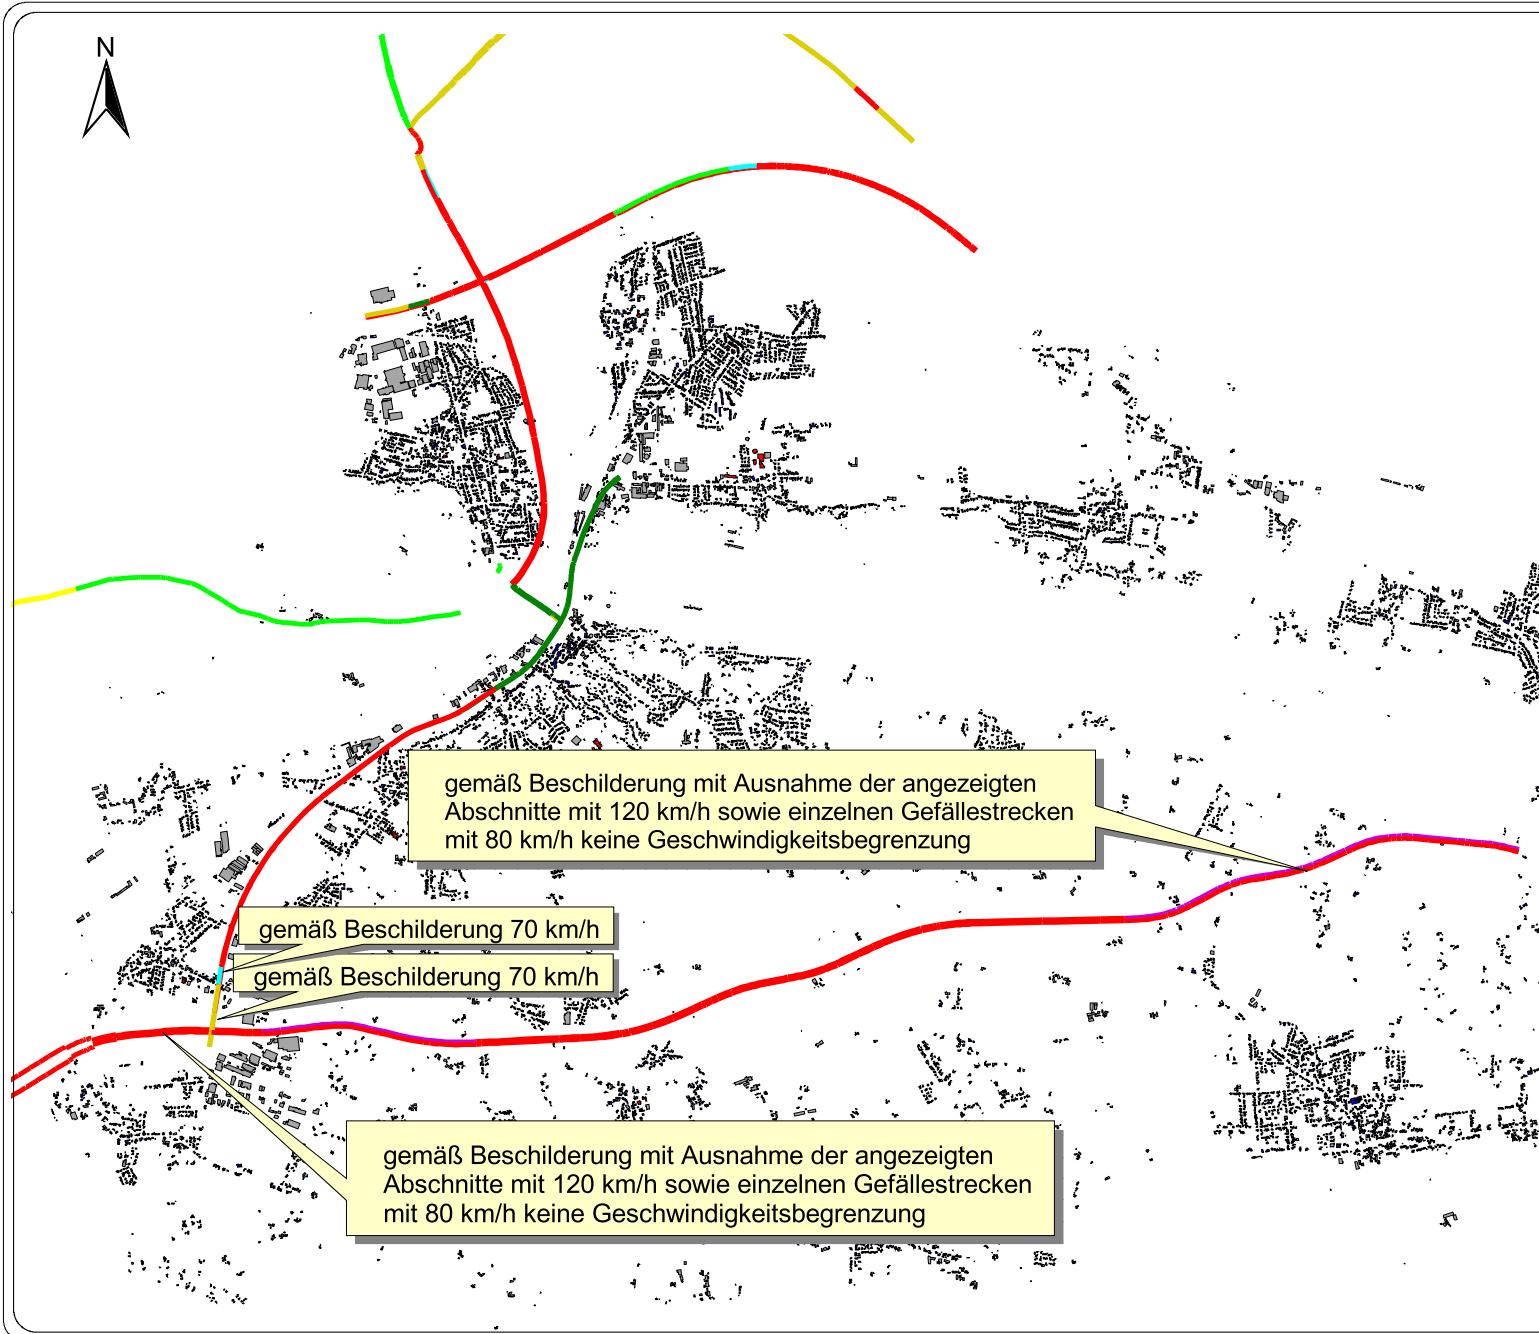 N
gemäß Beschilderung mit Ausnahme der angezeigten
Abschnitte mit 120 km/h sowie einzelnen Gefällestrecken
mit 80 km/h keine Geschwindigkeitsbegrenzung
gemäß Beschilderung 70 km/h
gemäß Beschilderung 70 km/h
gemäß Beschilderung mit Ausnahme der angezeigten
Abschnitte mit 120 km/h sowie einzelnen Gefällestrecken
mit 80 km/h keine Geschwindigkeitsbegrenzung